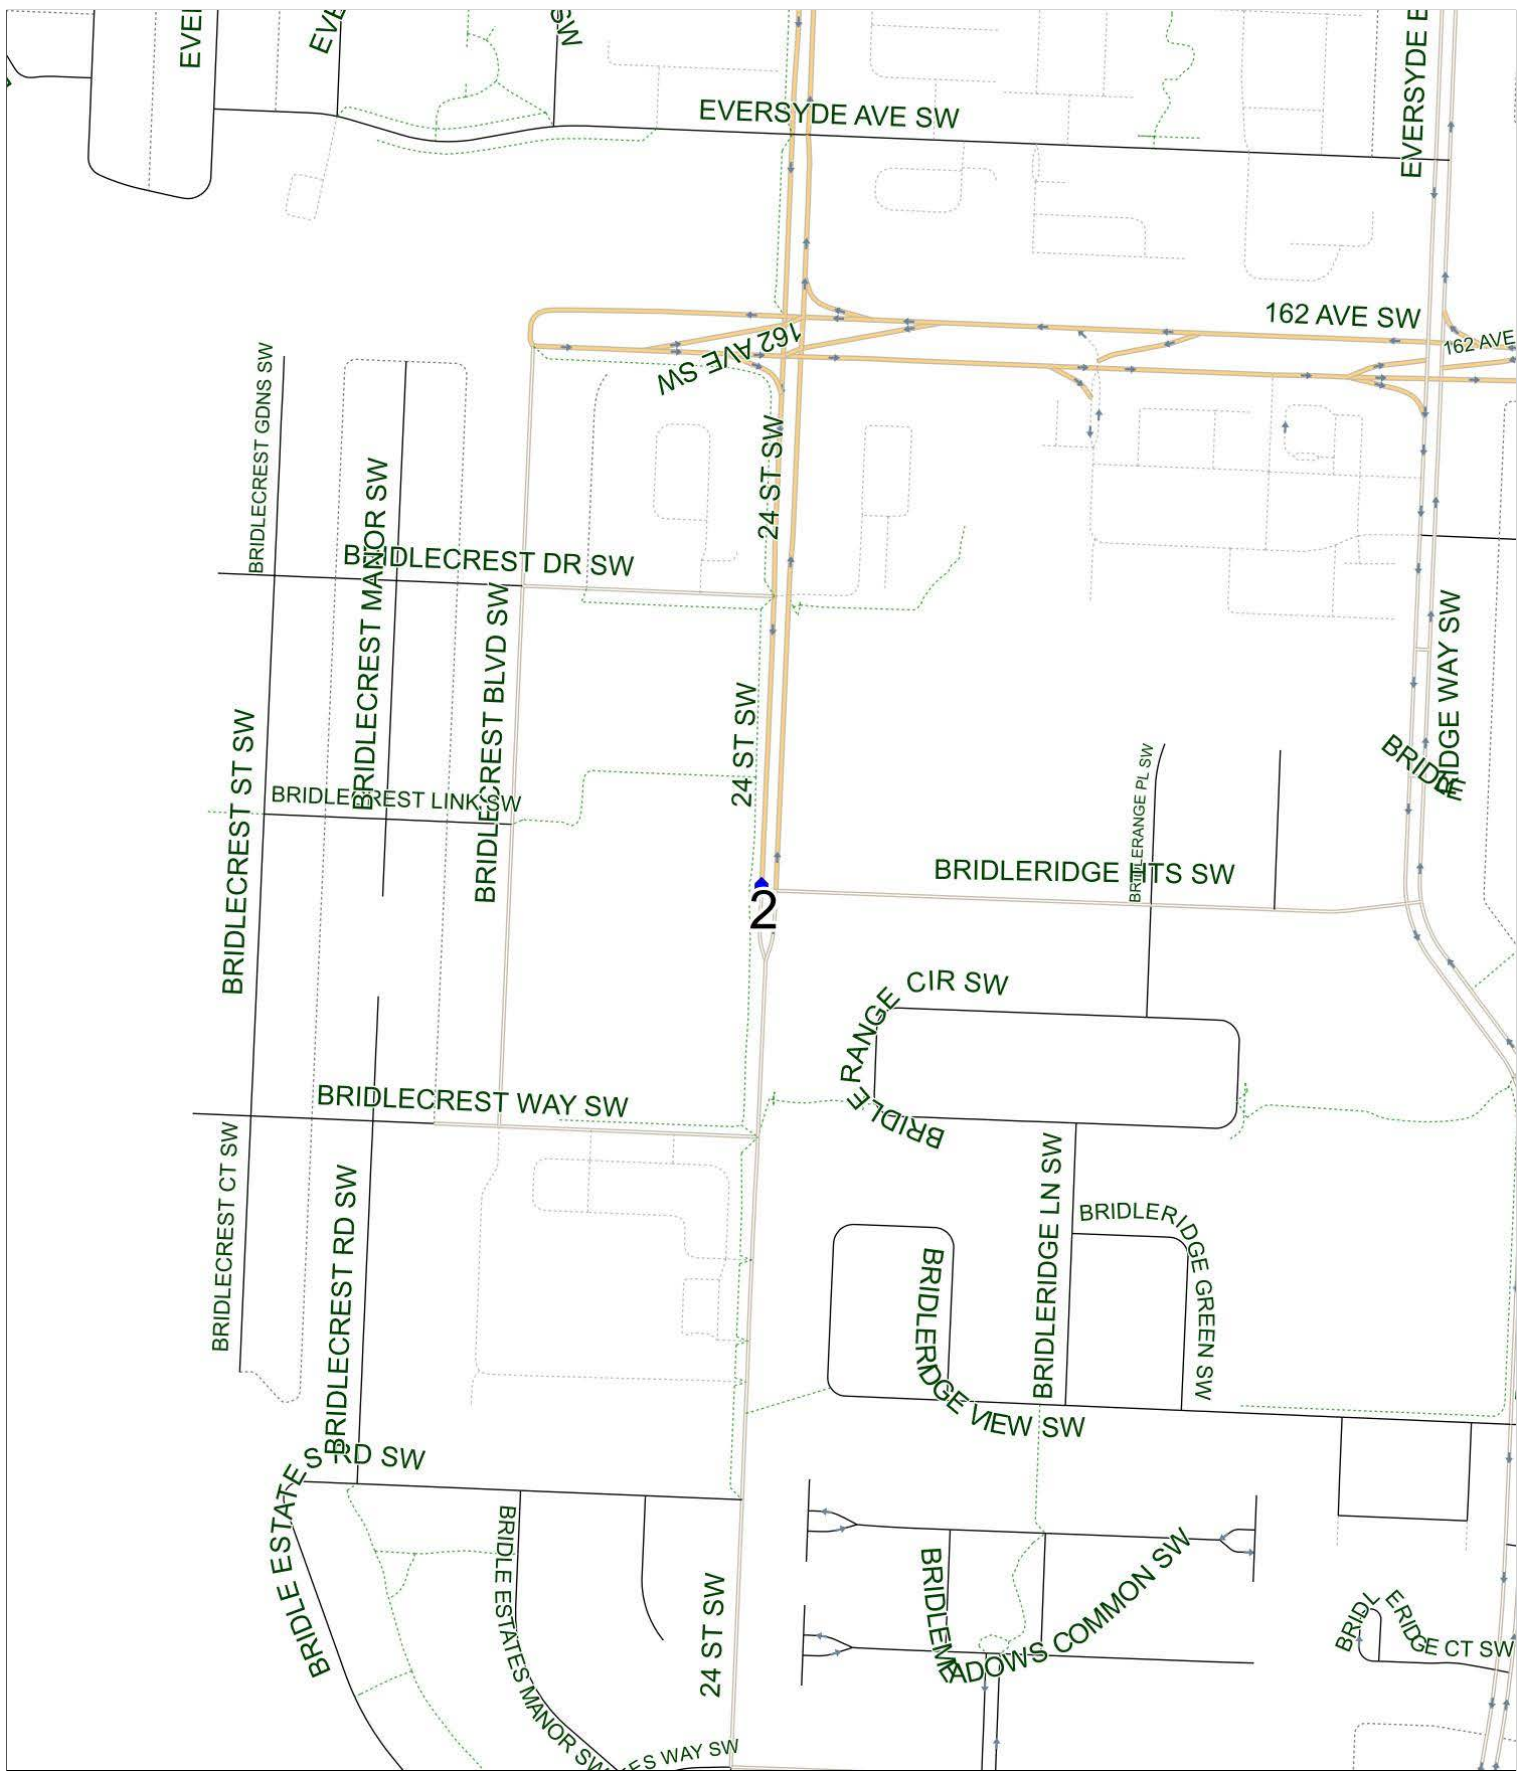 EVE
SW
EVERSYDE AVE SW
162 AVE SW
162 AVE SW
162 AVE
BRIDLECREST GDNS SW
BRIDLECREST MANOR SW
24 ST SW
BRIDLECREST DR SW
BRIDLECREST BLVD SW
24 ST SW
BRIDLECREST ST SW
BRIDLECREST LINK SW
BRIDLERANGE PL SW
BRIDLERIDGE HTS SW
2
BRIDLE RANGE CIR SW
BRIDLECREST WAY SW
BRIDLECREST CT SW
BRIDLECREST RD SW
BRIDLERIDGE LN SW
BRIDLERIDGE GREEN SW
BRIDLERIDGE VIEW SW
BRIDLE ESTATES RD SW
BRIDLE ESTATES MANOR SW
24 ST SW
BRIDLEMEADOWS COMMON SW
BRIDLERIDGE CT SW
ES WAY SW